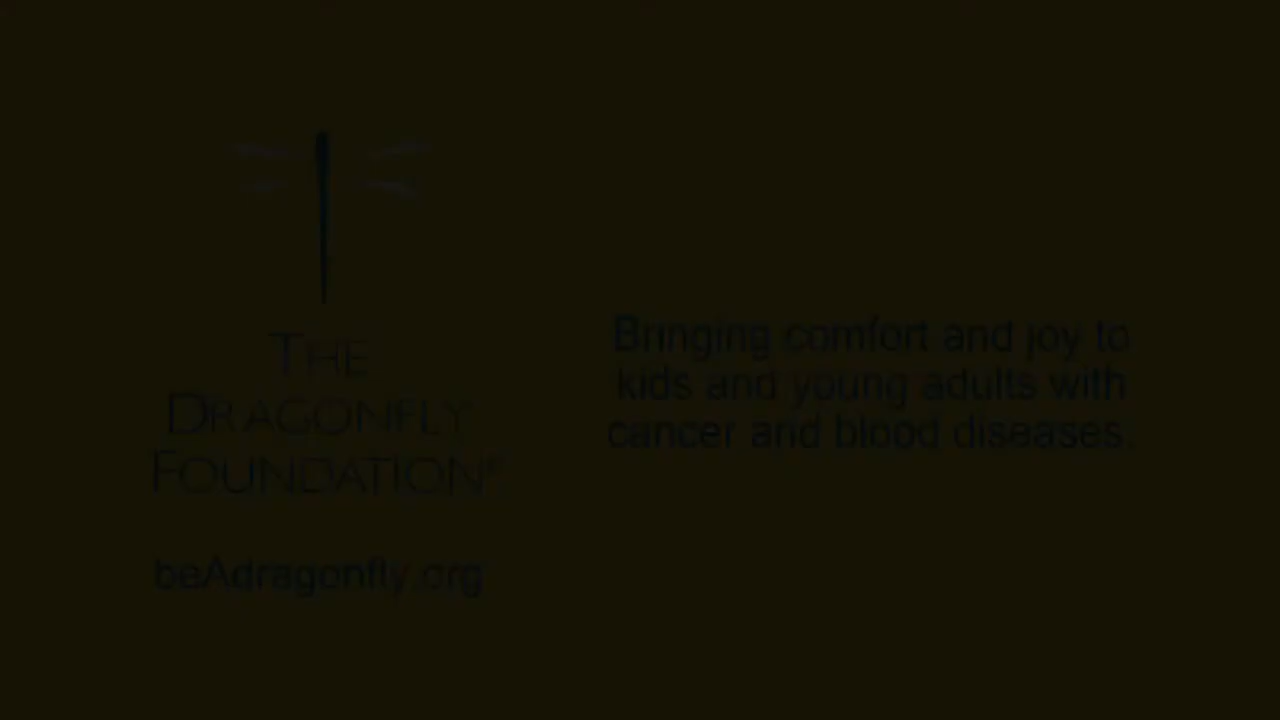 THE
DRAGONFLY
FOUNDATION®
beAdragonfly.org
Bringing comfort and joy to
kids and young adults with
cancer and blood diseases.